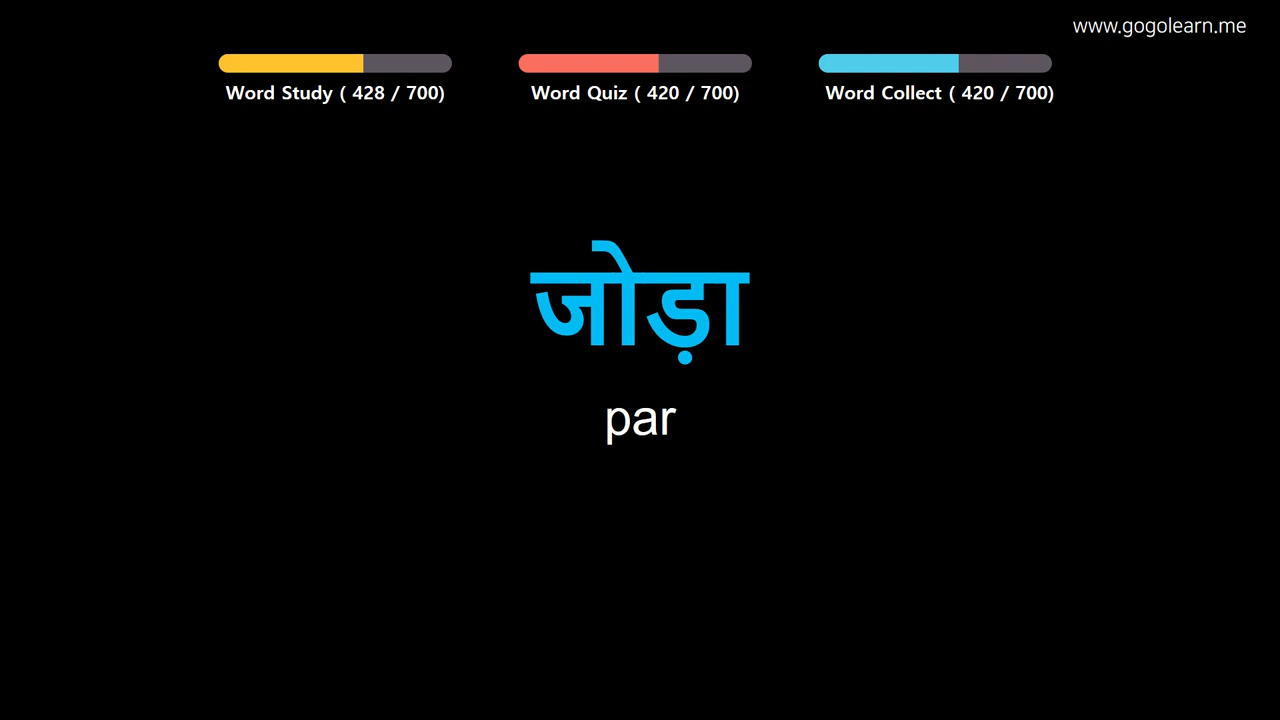 www.gogolearn.me
Word Study ( 428 / 700)
Word Quiz ( 420 / 700)
Word Collect ( 420 / 700)
जोड़ा
par